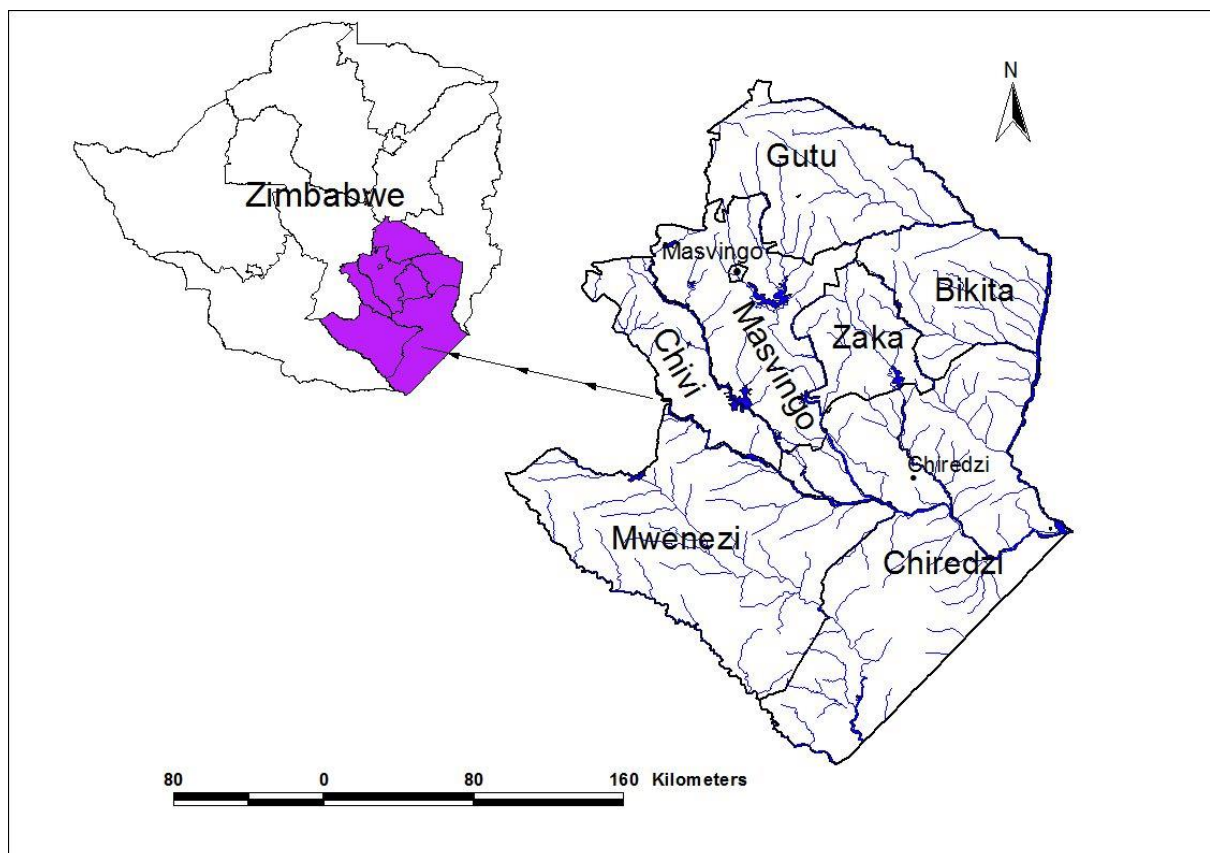 N
Gutu
Zimbabwe
Masvingo
Bikita
Masvingo
Zaka
Chivi
Chiredzi
Mwenezi
Chiredzi
80 0 80 160 Kilometers